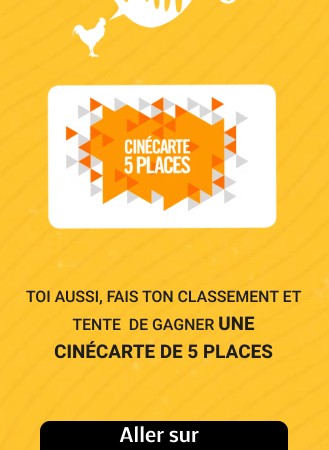 CINÉCARTE
5 PLACES
TOI AUSSI, FAIS TON CLASSEMENT ET
TENTE DE GAGNER UNE
CINÉCARTE DE 5 PLACES
Aller sur